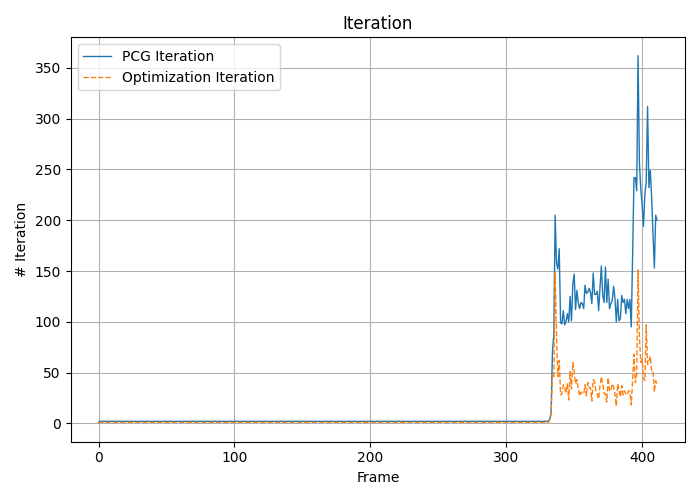 Iteration
PCG Iteration
Optimization Iteration
350
300
250
200
150
100
50
0
# Iteration
0 100 200 300 400
Frame